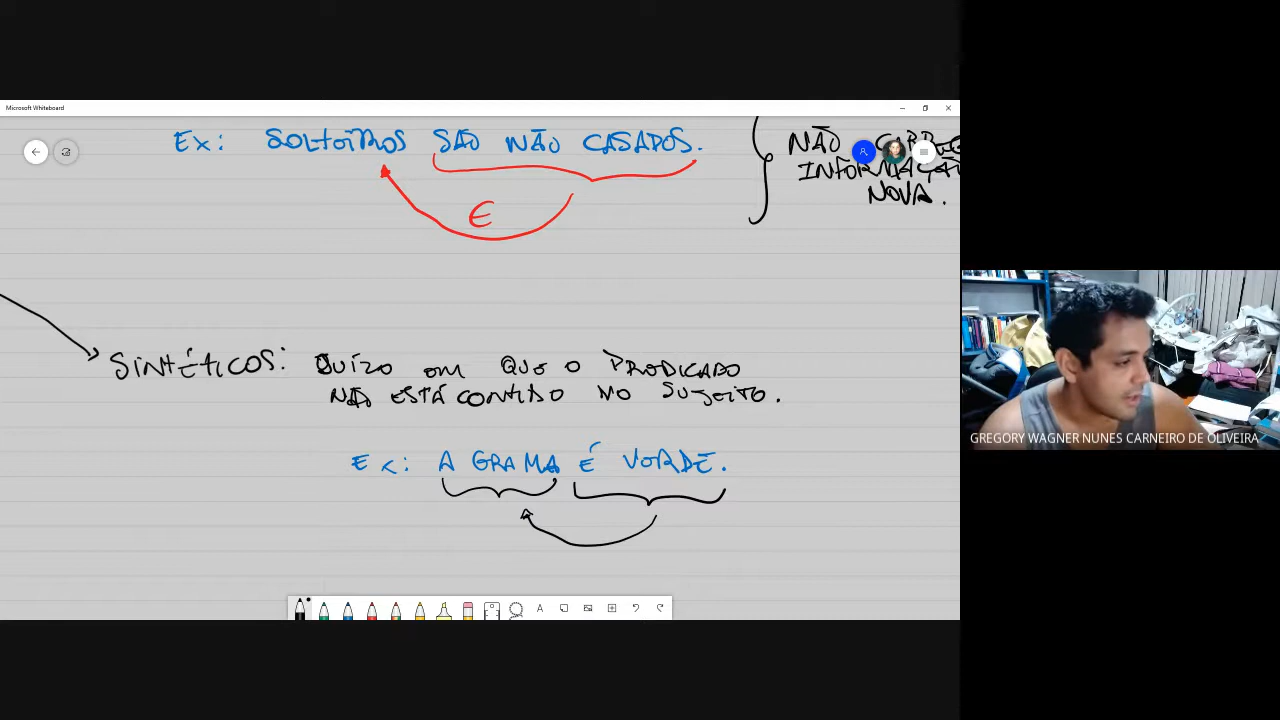 Microsoft Whiteboard
Ex: SOLTEIROS SÃO NÃO CASADOS.
NÃO
INFORMAÇÃO
NOVA.
∈
SINTÉTICOS: JUÍZO EM QUE O PREDICADO
NÃO ESTÁ CONTIDO NO SUJEITO.
GREGORY WAGNER NUNES CARNEIRO DE OLIVEIRA
Ex: A GRAMA É VERDE.
A